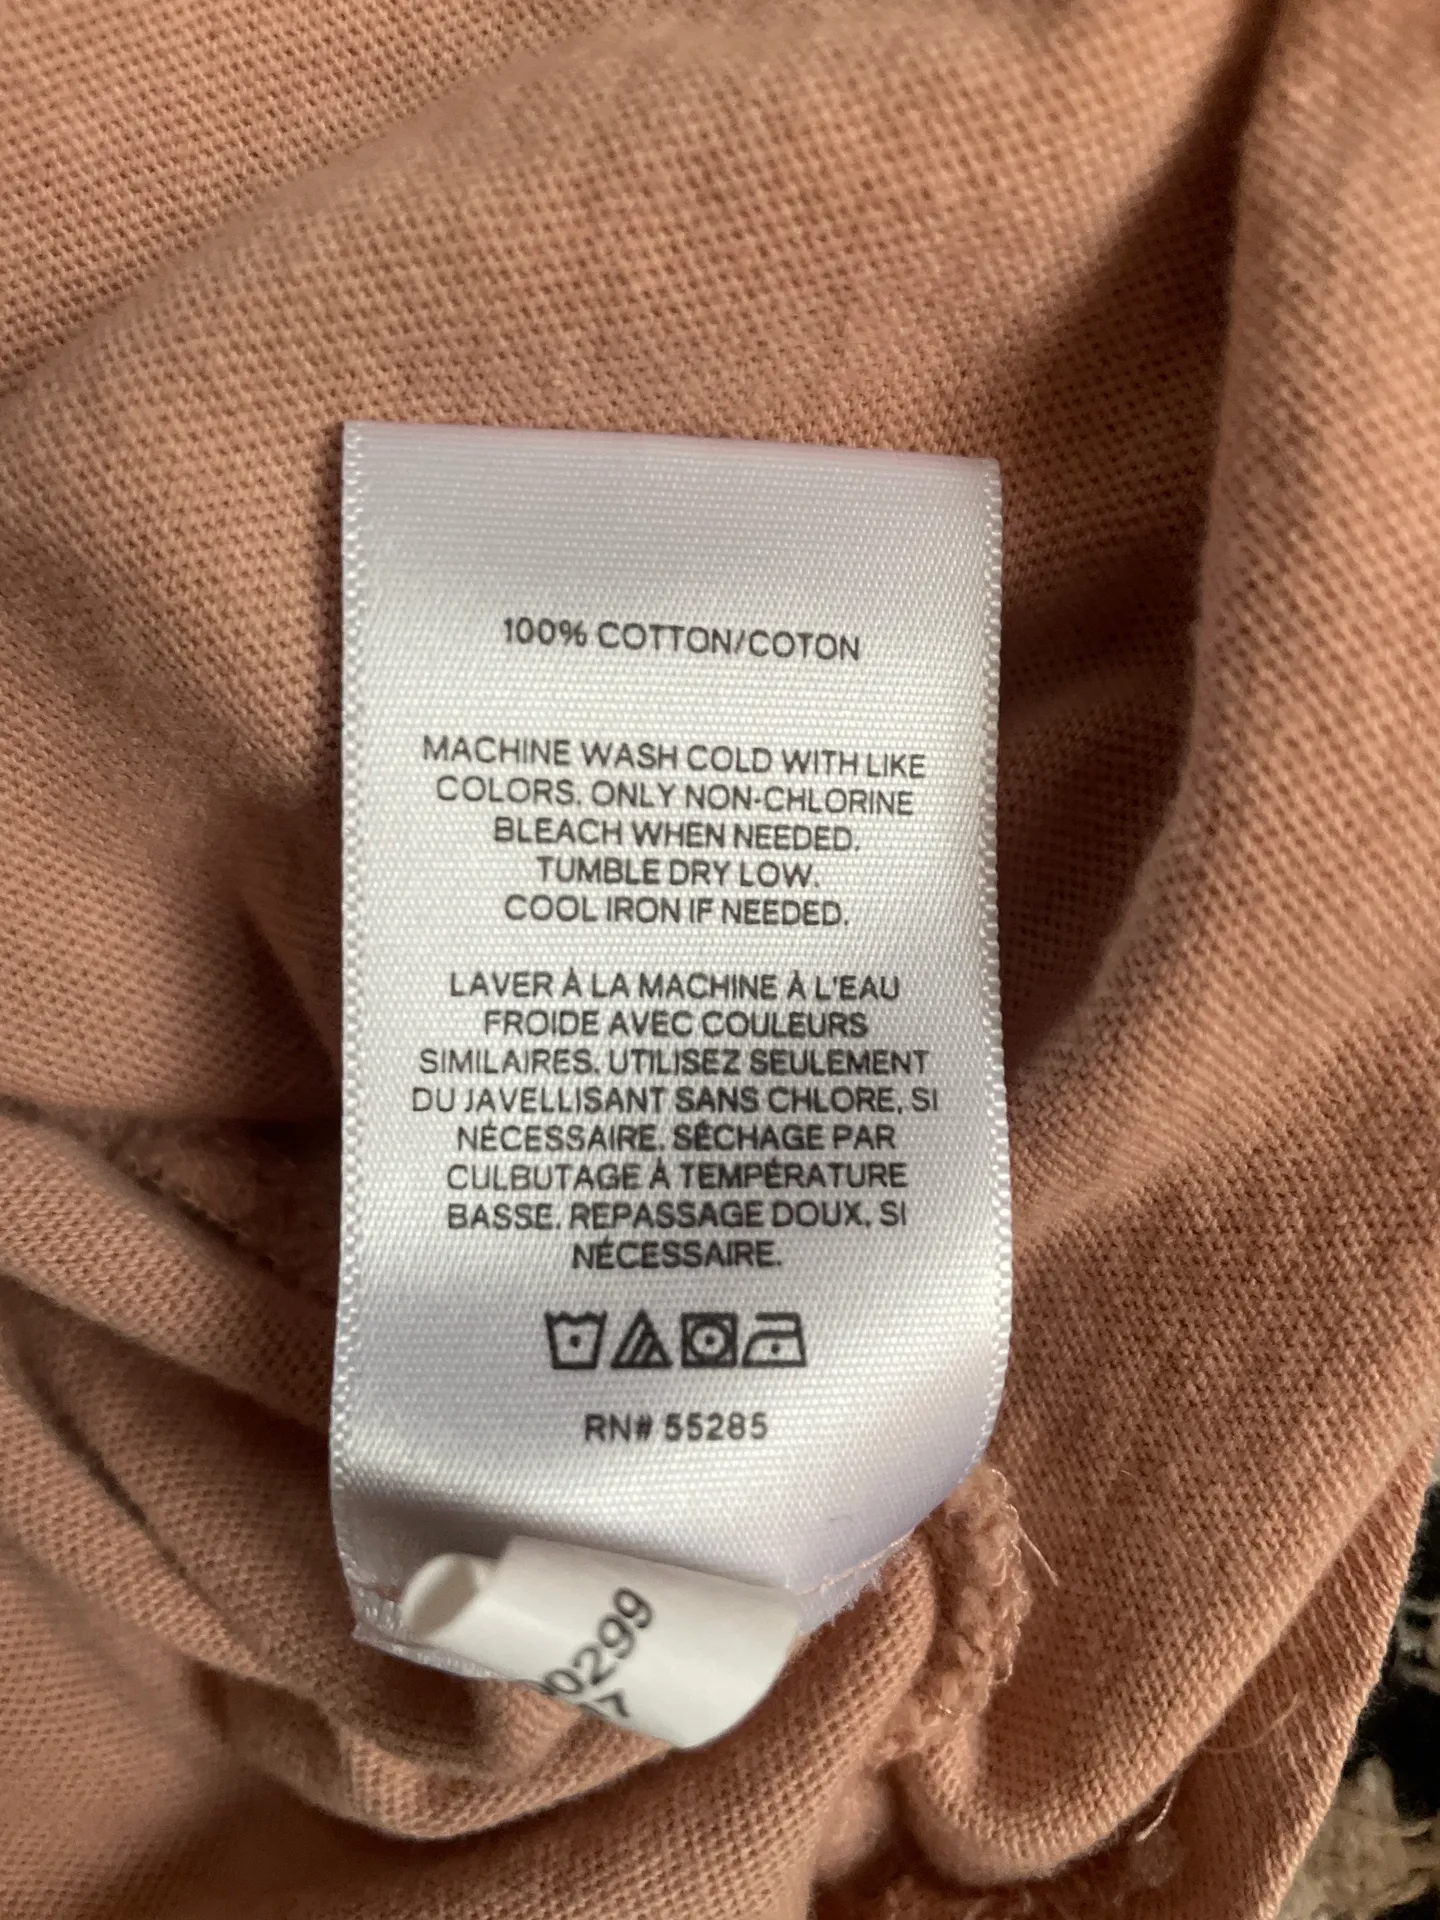 100% COTTON/COTON
MACHINE WASH COLD WITH LIKE
COLORS. ONLY NON-CHLORINE
BLEACH WHEN NEEDED.
TUMBLE DRY LOW.
COOL IRON IF NEEDED.
LAVER À LA MACHINE À L'EAU
FROIDE AVEC COULEURS
SIMILAIRES. UTILISEZ SEULEMENT
DU JAVELLISANT SANS CHLORE, SI
NÉCESSAIRE. SÉCHAGE PAR
CULBUTAGE À TEMPÉRATURE
BASSE. REPASSAGE DOUX, SI
NÉCESSAIRE.
RN# 55285
0299